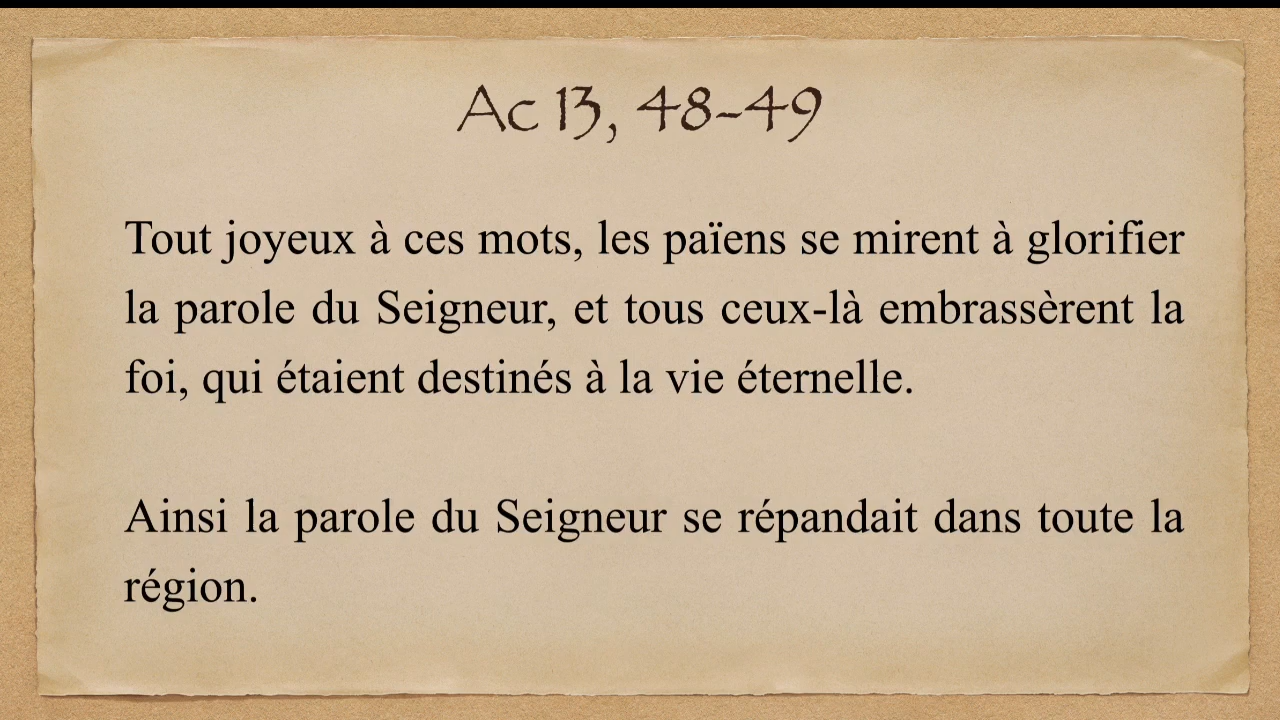 Ac 13, 48-49
Tout joyeux à ces mots, les païens se mirent à glorifier
la parole du Seigneur, et tous ceux-là embrassèrent la
foi, qui étaient destinés à la vie éternelle.
Ainsi la parole du Seigneur se répandait dans toute la
région.